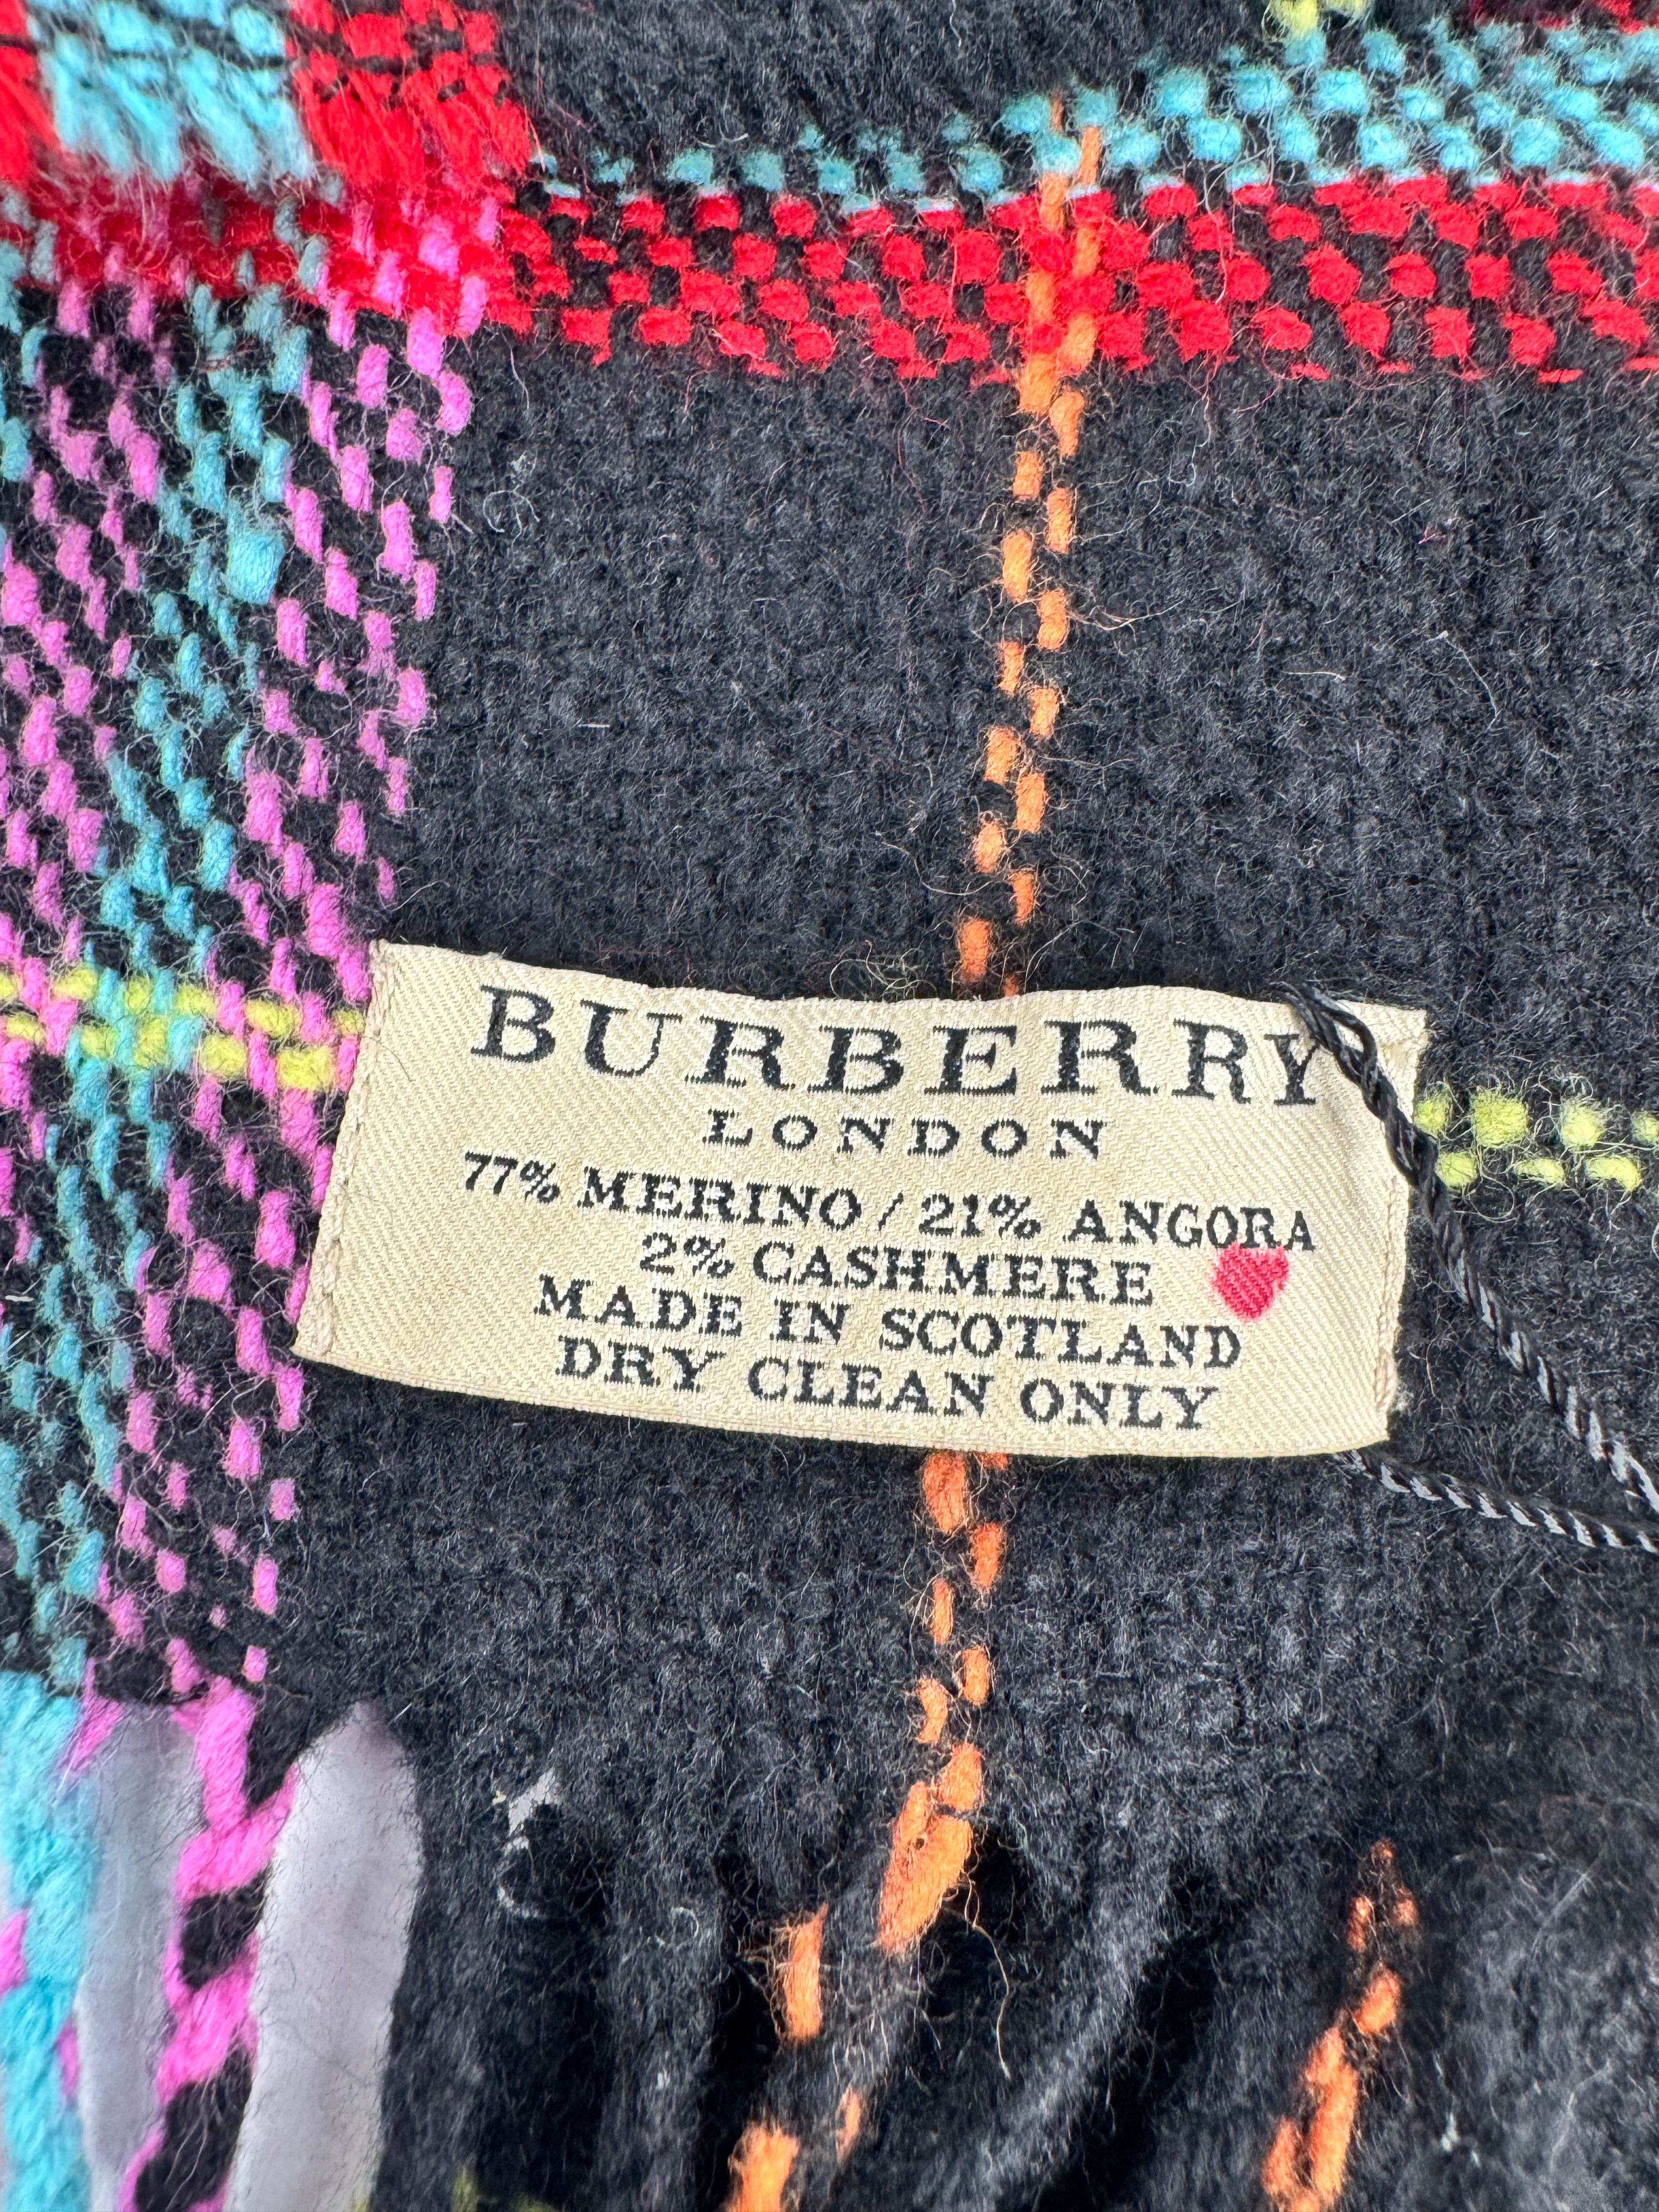 BURBERRY
LONDON
77% MERINO / 21% ANGORA
2% CASHMERE
MADE IN SCOTLAND
DRY CLEAN ONLY